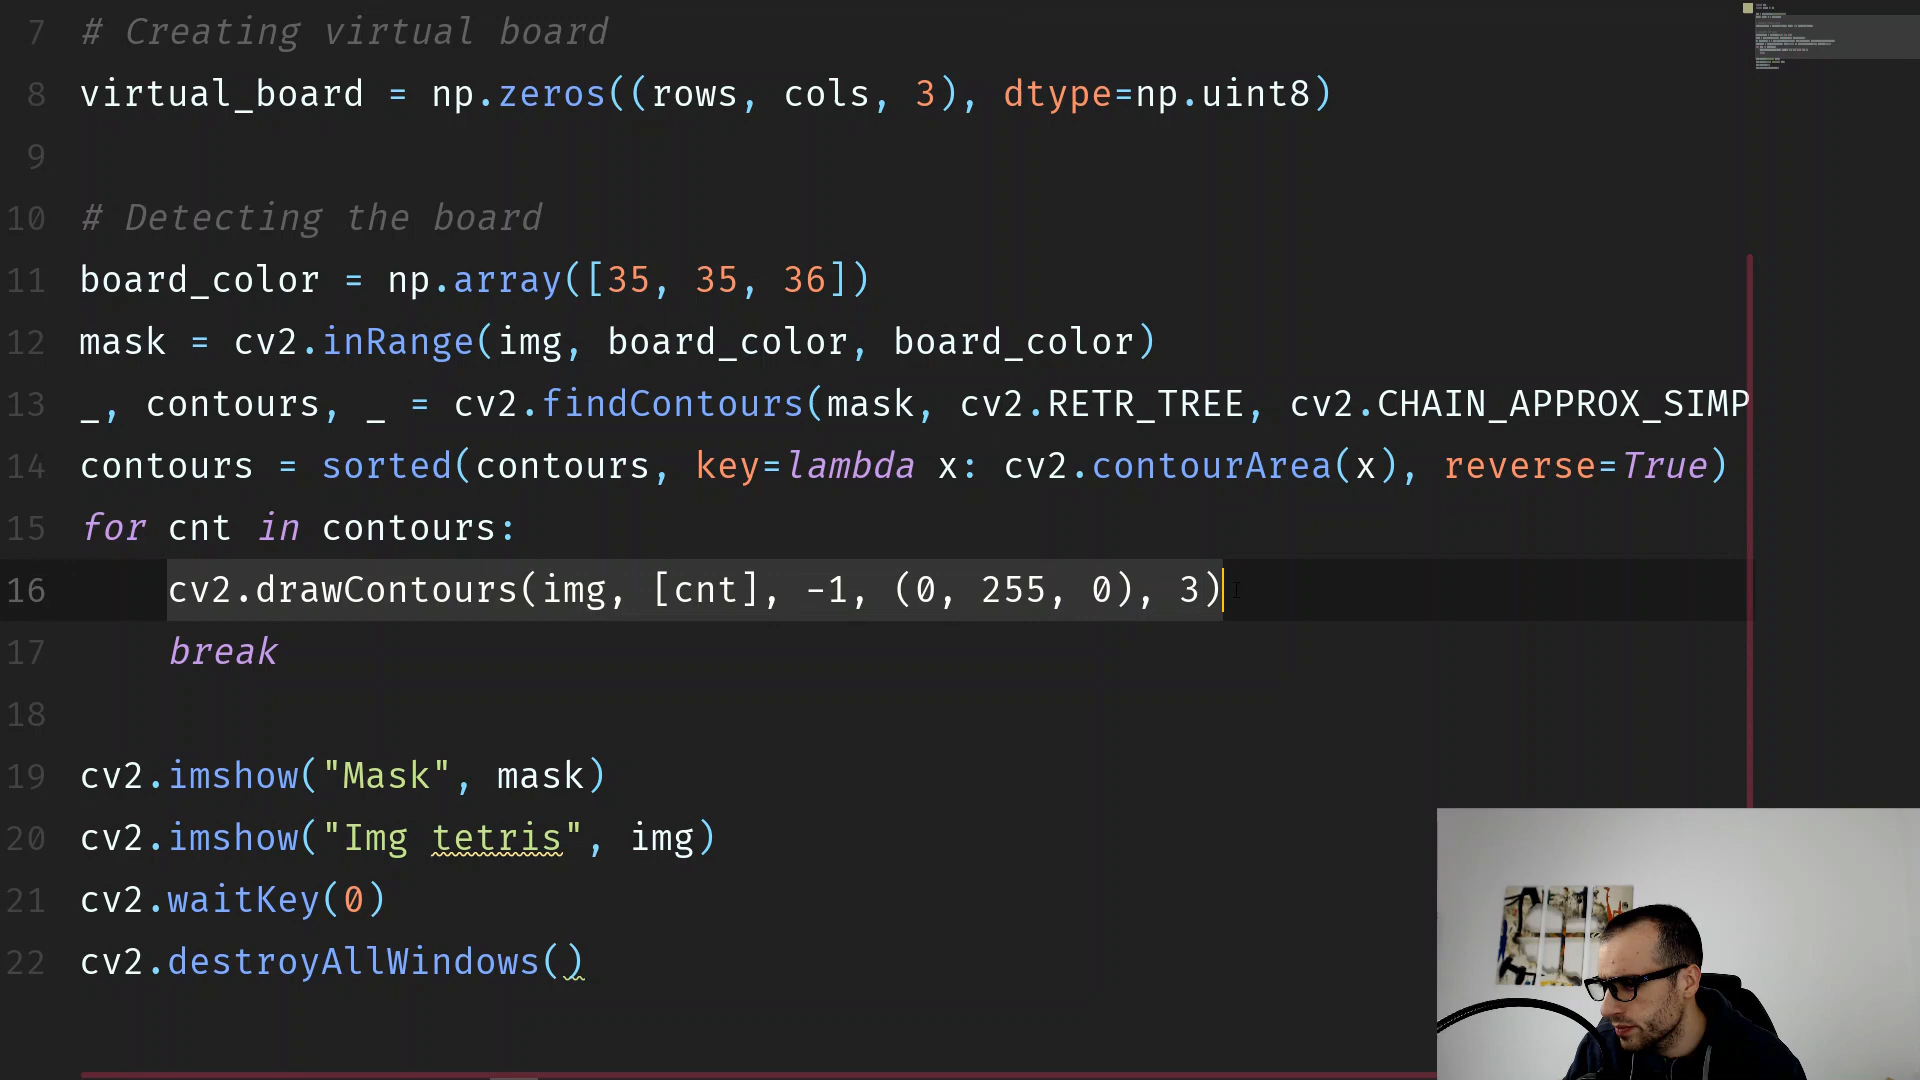 7 # Creating virtual board
8 virtual_board = np.zeros((rows, cols, 3), dtype=np.uint8)
9
10 # Detecting the board
11 board_color = np.array([35, 35, 36])
12 mask = cv2.inRange(img, board_color, board_color)
13 _, contours, _ = cv2.findContours(mask, cv2.RETR_TREE, cv2.CHAIN_APPROX_SIMP
14 contours = sorted(contours, key=lambda x: cv2.contourArea(x), reverse=True)
15 for cnt in contours:
16 cv2.drawContours(img, [cnt], -1, (0, 255, 0), 3)
17 break
18
19 cv2.imshow("Mask", mask)
20 cv2.imshow("Img tetris", img)
21 cv2.waitKey(0)
22 cv2.destroyAllWindows()